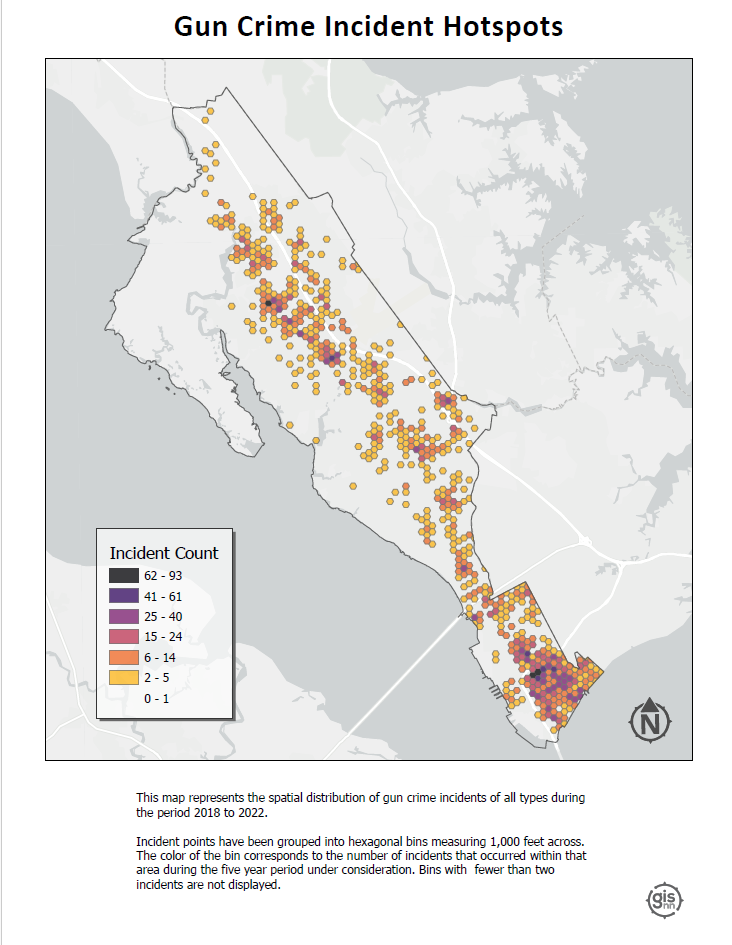 Gun Crime Incident Hotspots
Incident Count
62 - 93
41 - 61
25 - 40
15 - 24
6 - 14
2 - 5
0 - 1
N
This map represents the spatial distribution of gun crime incidents of all types during
the period 2018 to 2022.
Incident points have been grouped into hexagonal bins measuring 1,000 feet across.
The color of the bin corresponds to the number of incidents that occurred within that
area during the five year period under consideration. Bins with  fewer than two
incidents are not displayed.
gis
nn